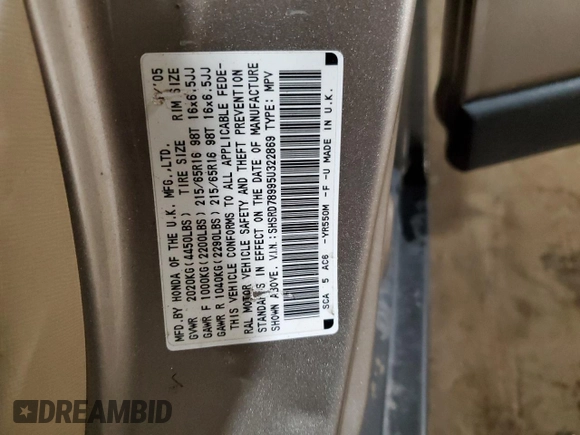 MFD.BY HONDA OF THE U.K. MFG.,LTD. '05
GVWR 2020KG(4450LBS) TIRE SIZE RIM SIZE
GAWR F 1000KG(2200LBS) 215/65R16 98T 16x6.5JJ
GAWR R 1040KG(2290LBS) 215/65R16 98T 16x6.5JJ
THIS VEHICLE CONFORMS TO ALL APPLICABLE FEDE-
RAL MOTOR VEHICLE SAFETY AND THEFT PREVENTION
STANDARDS IN EFFECT ON THE DATE OF MANUFACTURE
SHOWN ABOVE. V.I.N.:SHSRD78995U322869 TYPE: MPV
SCA 5 AC6 -YR550M -F -U MADE IN U.K.
DREAMBID